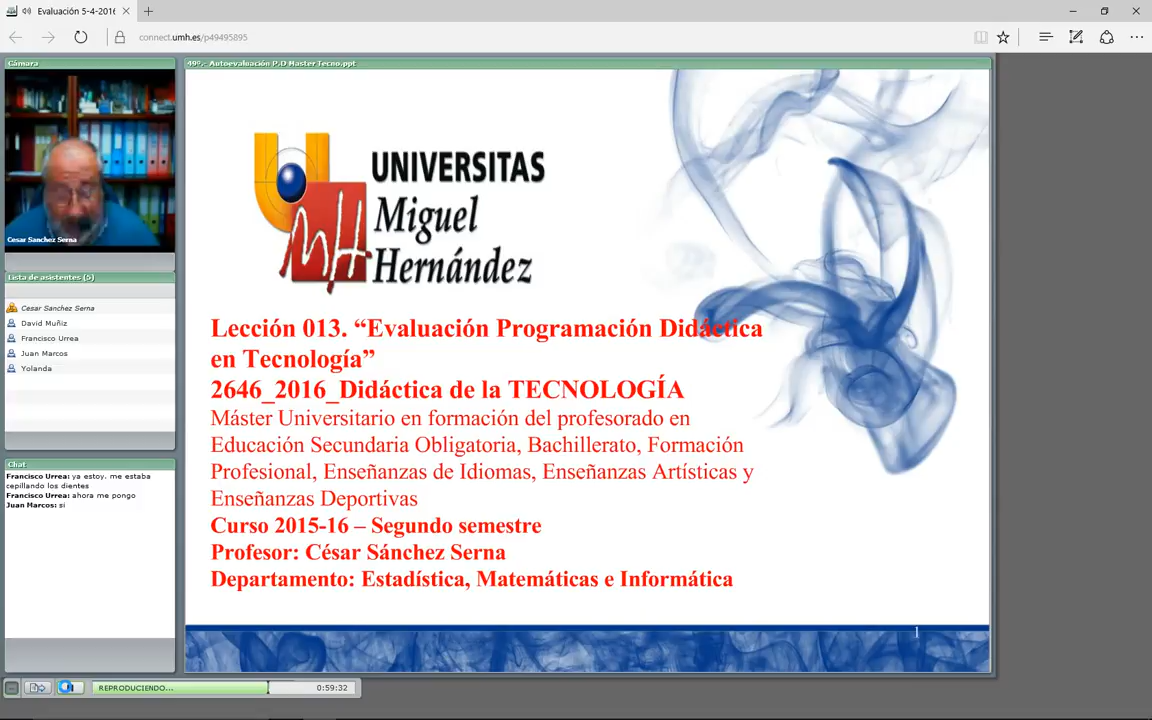 Evaluación 5-4-2016
connect.umh.es/p49495895
Cámara
Cesar Sanchez Serna
Lista de asistentes (5)
Cesar Sanchez Serna
David Muñiz
Francisco Urrea
Juan Marcos
Yolanda
Chat
Francisco Urrea: ya estoy. me estaba
cepillando los dientes
Francisco Urrea: ahora me pongo
Juan Marcos: si
49º.- Autoevaluación P.D Master Tecno.ppt
UNIVERSITAS
Miguel
Hernández
Lección 013. “Evaluación Programación Didáctica
en Tecnología”
2646_2016_Didáctica de la TECNOLOGÍA
Máster Universitario en formación del profesorado en
Educación Secundaria Obligatoria, Bachillerato, Formación
Profesional, Enseñanzas de Idiomas, Enseñanzas Artísticas y
Enseñanzas Deportivas
Curso 2015-16 – Segundo semestre
Profesor: César Sánchez Serna
Departamento: Estadística, Matemáticas e Informática
1
REPRODUCIENDO...
0:59:32